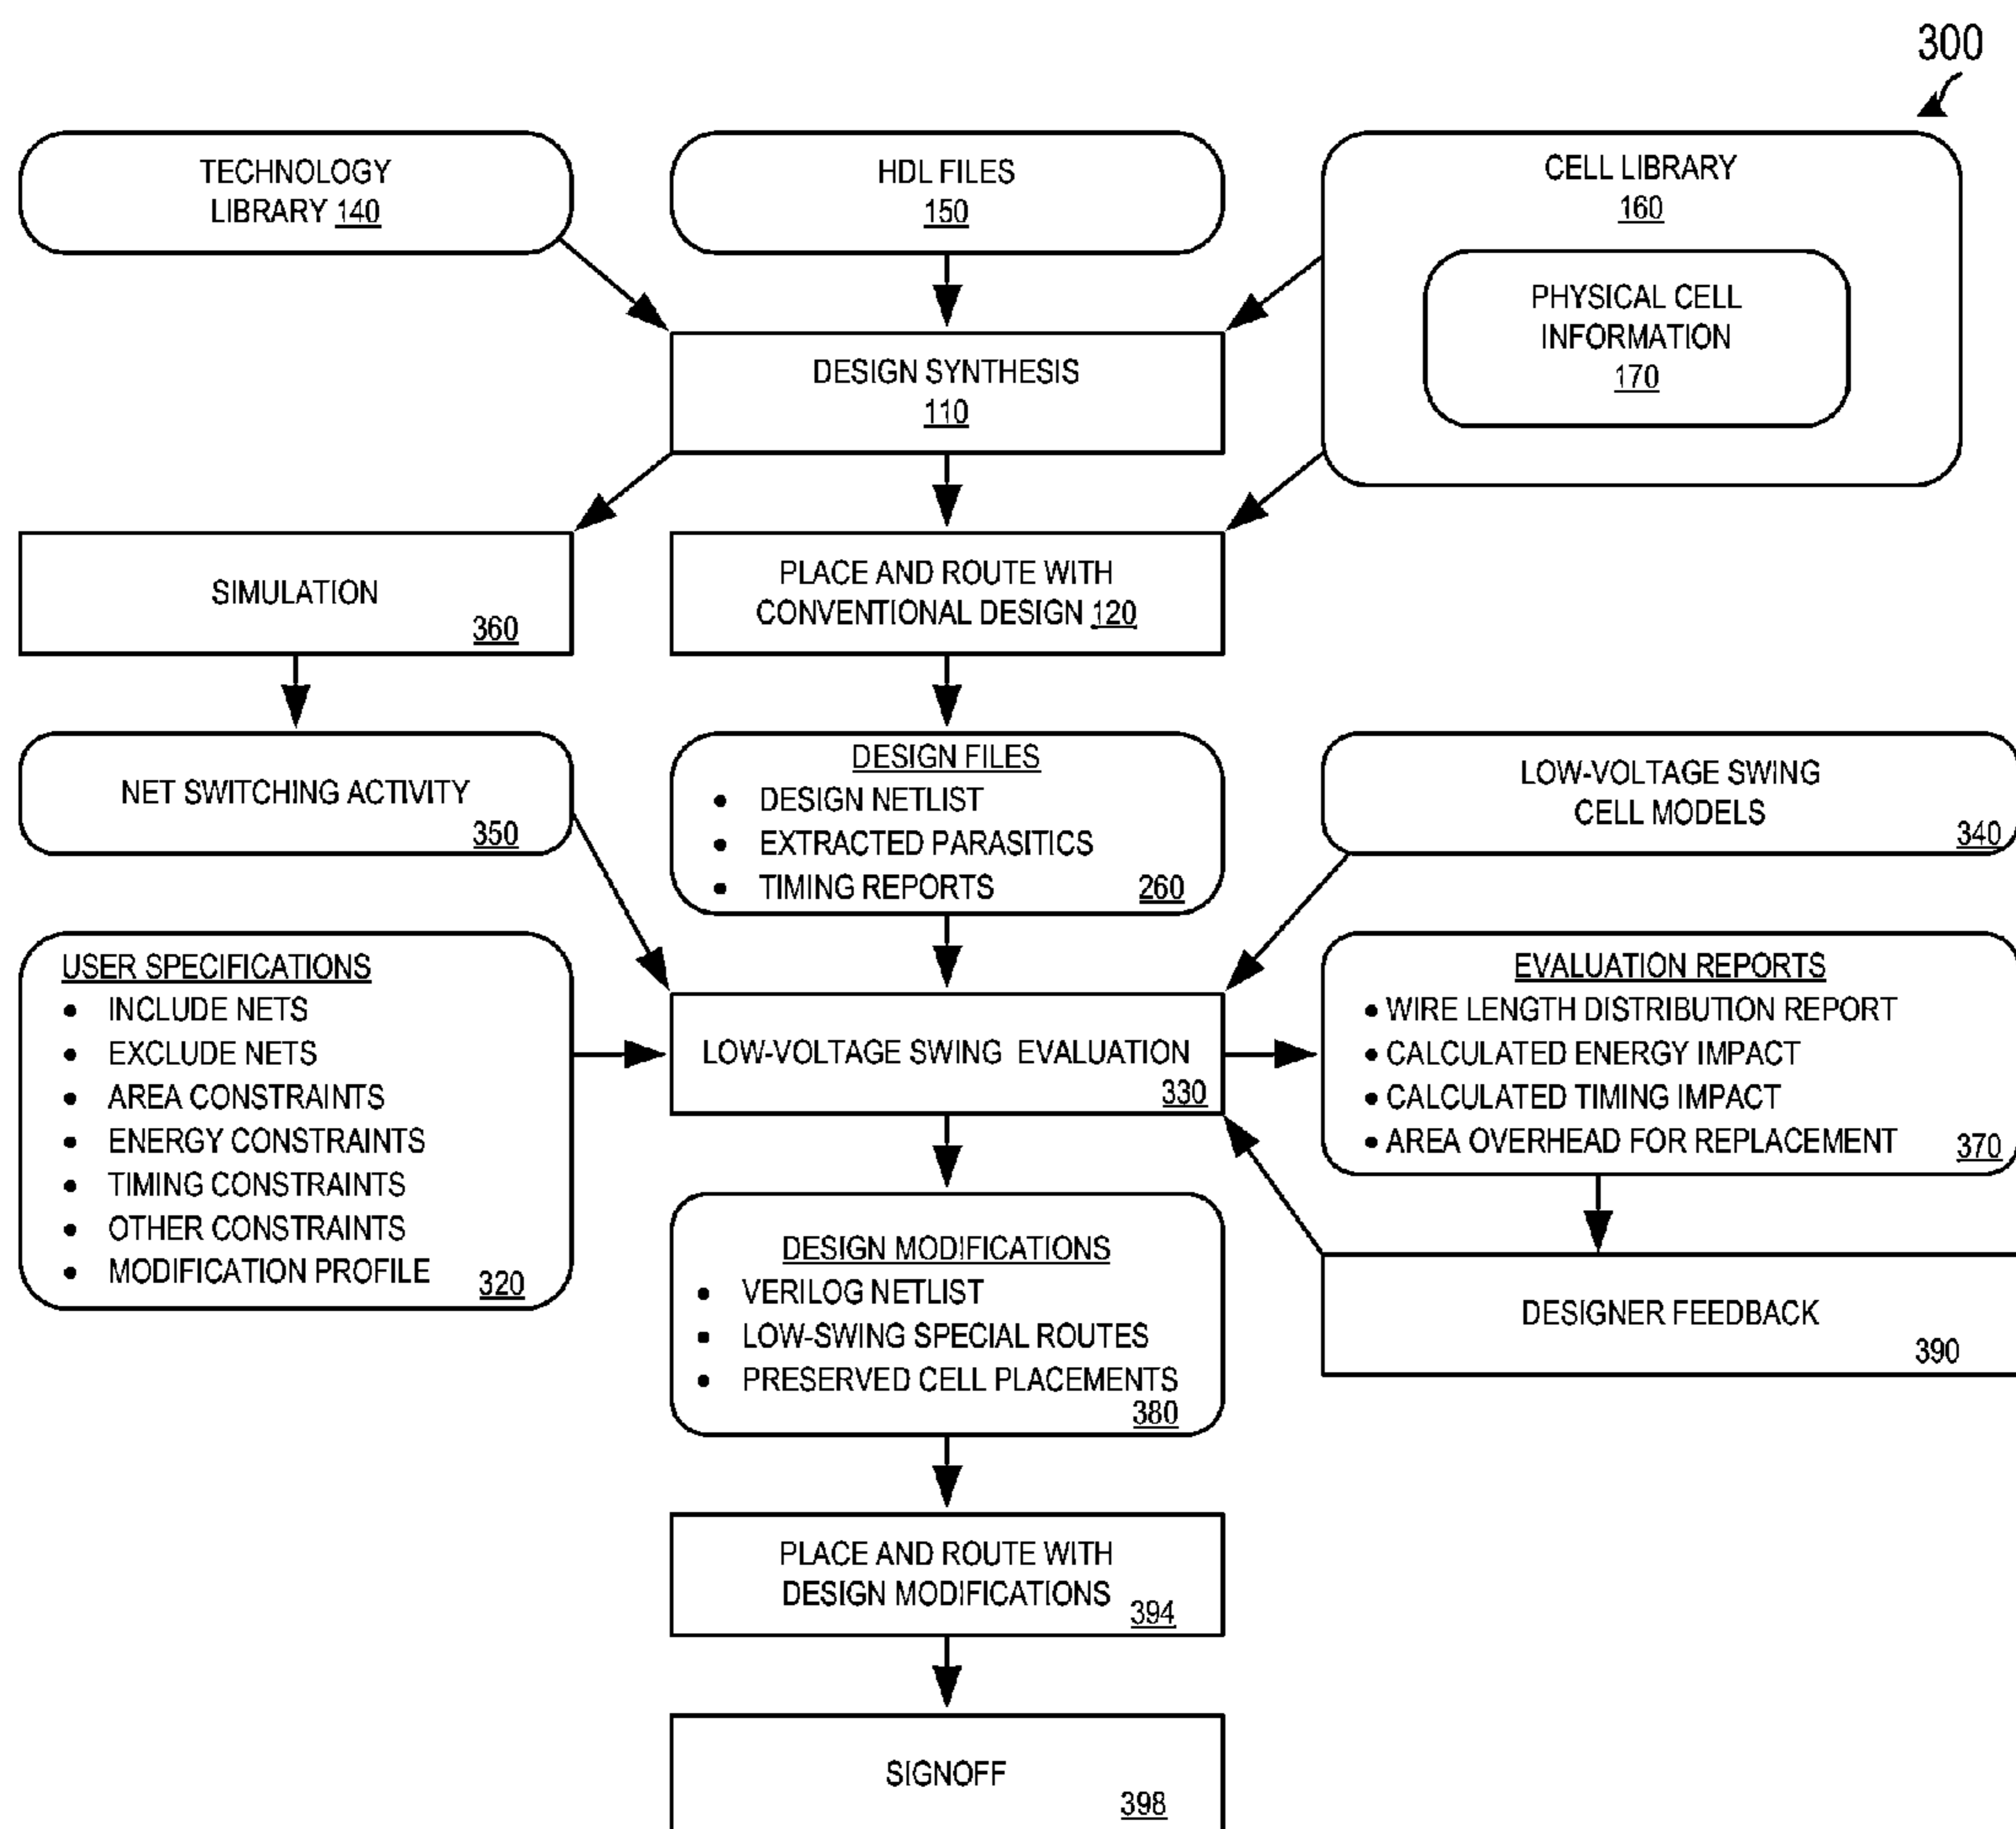 300
TECHNOLOGY
LIBRARY 140
HDL FILES
150
CELL LIBRARY
160
PHYSICAL CELL
INFORMATION
170
DESIGN SYNTHESIS
110
SIMULATION
360
PLACE AND ROUTE WITH
CONVENTIONAL DESIGN 120
NET SWITCHING ACTIVITY
350
DESIGN FILES
• DESIGN NETLIST
• EXTRACTED PARASITICS
• TIMING REPORTS
260
LOW-VOLTAGE SWING
CELL MODELS
340
USER SPECIFICATIONS
• INCLUDE NETS
• EXCLUDE NETS
• AREA CONSTRAINTS
• ENERGY CONSTRAINTS
• TIMING CONSTRAINTS
• OTHER CONSTRAINTS
• MODIFICATION PROFILE
320
LOW-VOLTAGE SWING EVALUATION
330
EVALUATION REPORTS
• WIRE LENGTH DISTRIBUTION REPORT
• CALCULATED ENERGY IMPACT
• CALCULATED TIMING IMPACT
• AREA OVERHEAD FOR REPLACEMENT
370
DESIGN MODIFICATIONS
• VERILOG NETLIST
• LOW-SWING SPECIAL ROUTES
• PRESERVED CELL PLACEMENTS
380
DESIGNER FEEDBACK
390
PLACE AND ROUTE WITH
DESIGN MODIFICATIONS
394
SIGNOFF
398